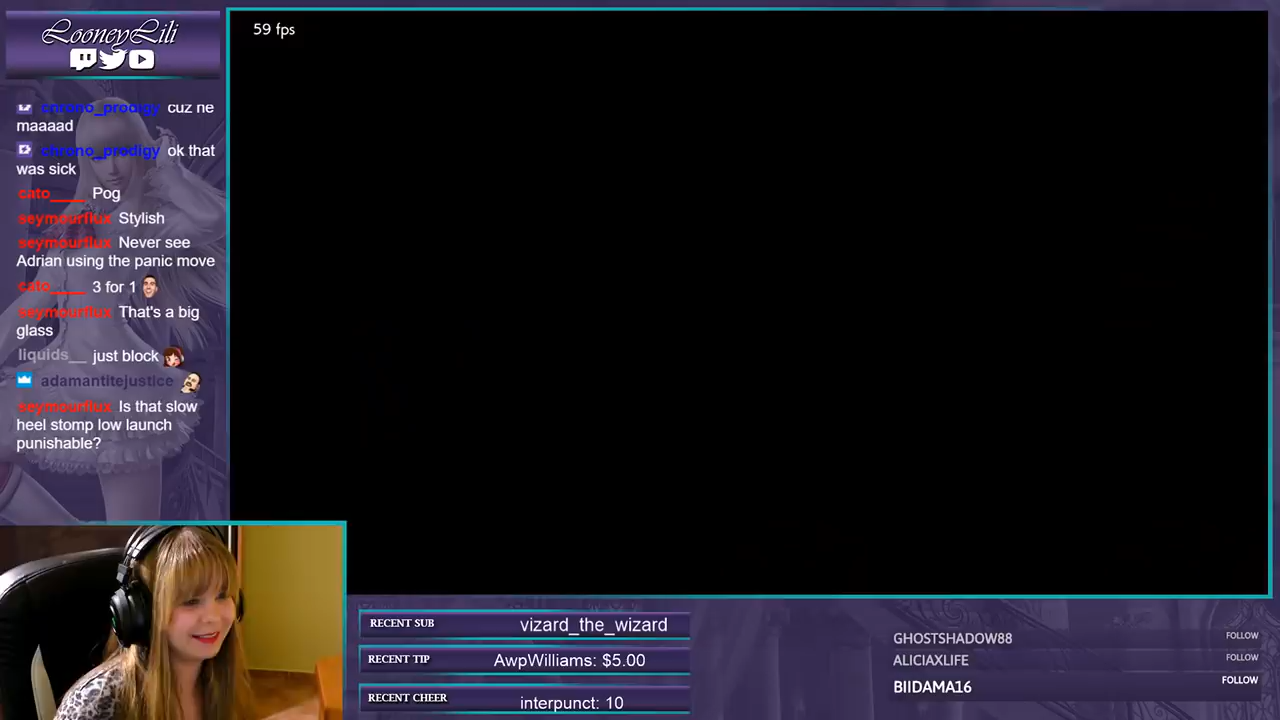 LooneyLili
59 fps
chrono_prodigy cuz he
maaaad
chrono_prodigy ok that
was sick
cato____ Pog
seymourflux Stylish
seymourflux Never see
Adrian using the panic move
cato____ 3 for 1
seymourflux That's a big
glass
liquids__ just block
adamantitejustice
seymourflux Is that slow
heel stomp low launch
punishable?
RECENT SUB vizard_the_wizard
RECENT TIP AwpWilliams: $5.00
RECENT CHEER interpunct: 10
GHOSTSHADOW88 FOLLOW
ALICIAXLIFE FOLLOW
BIIDAMA16 FOLLOW